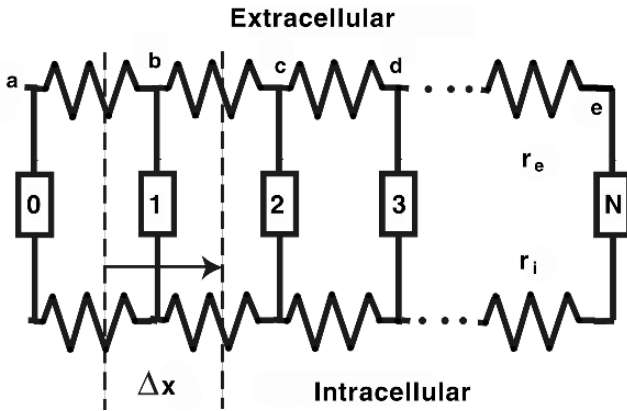 Extracellular
a b c d
e
r_e
0 1 2 3 N
r_i
Δx
Intracellular